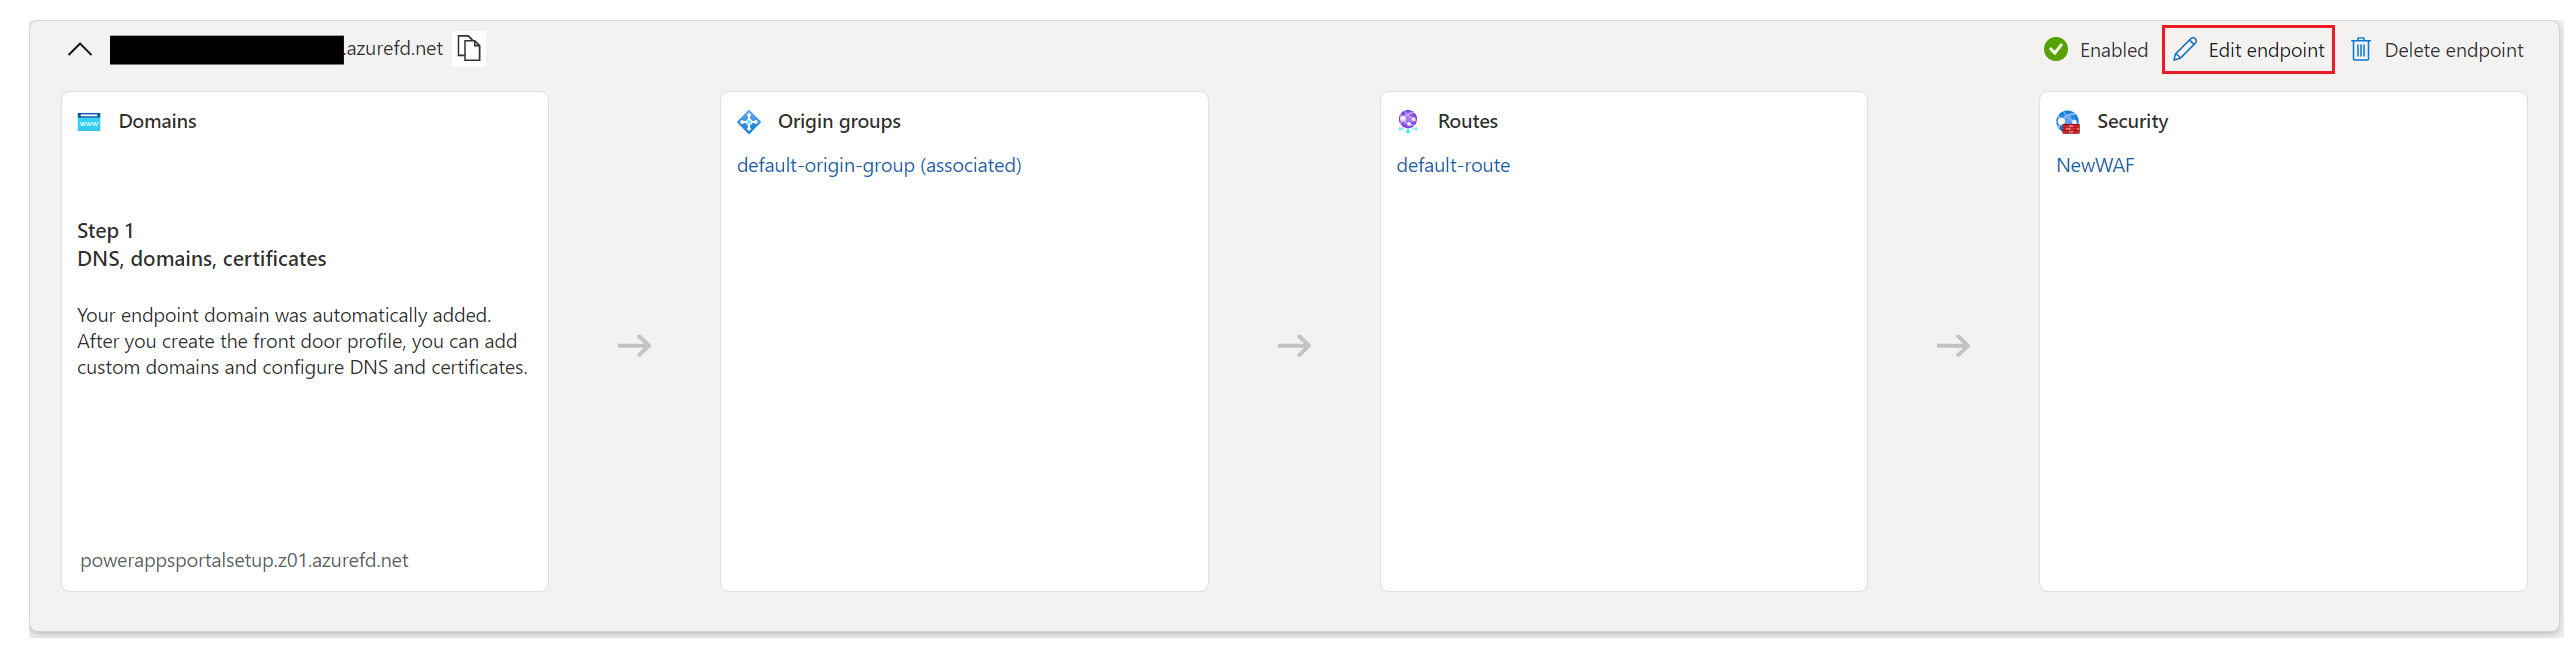 .azurefd.net
Enabled
Edit endpoint
Delete endpoint
Domains
Step 1
DNS, domains, certificates
Your endpoint domain was automatically added.
After you create the front door profile, you can add
custom domains and configure DNS and certificates.
powerappsportalsetup.z01.azurefd.net
Origin groups
default-origin-group (associated)
Routes
default-route
Security
NewWAF